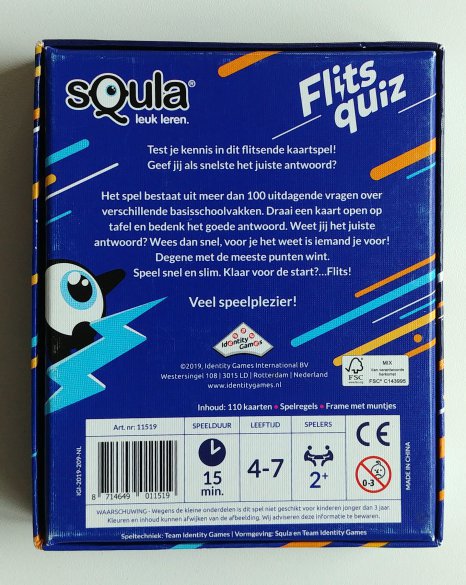 sQula®
leuk leren.
Flits
quiz
Test je kennis in dit flitsende kaartspel!
Geef jij als snelste het juiste antwoord?
Het spel bestaat uit meer dan 100 uitdagende vragen over
verschillende basisschoolvakken. Draai een kaart open op
tafel en bedenk het goede antwoord. Weet jij het juiste
antwoord? Wees dan snel, voor je het weet is iemand je voor!
Degene met de meeste punten wint.
Speel snel en slim. Klaar voor de start?...Flits!
Veel speelplezier!
Identity
Games
©2019, Identity Games International BV
Westersingel 108 | 3015 LD | Rotterdam | Nederland
www.identitygames.nl
FSC
www.fsc.org
MIX
Van verantwoorde
herkomst
FSC® C143995
Inhoud: 110 kaarten • Spelregels • Frame met muntjes
IGI-2019-209-NL
Art. nr: 11519
8 714649 011519
SPEELDUUR
15
min.
LEEFTIJD
4-7
SPELERS
2+
CE
0-3
MADE IN CHINA
WAARSCHUWING - Wegens de kleine onderdelen is dit spel niet geschikt voor kinderen jonger dan 3 jaar.
Kleuren en inhoud kunnen afwijken van de afbeelding. Wij adviseren deze informatie te bewaren.
Speltechniek: Team Identity Games | Vormgeving: Squla en Team Identity Games